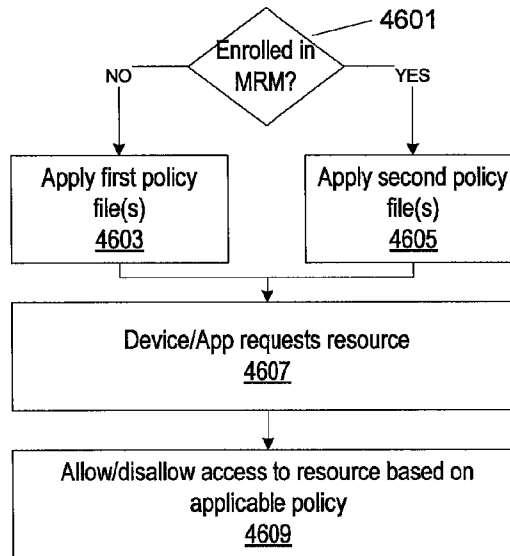 4601
Enrolled in
MRM?
NO
YES
Apply first policy
file(s)
4603
Apply second policy
file(s)
4605
Device/App requests resource
4607
Allow/disallow access to resource based on
applicable policy
4609